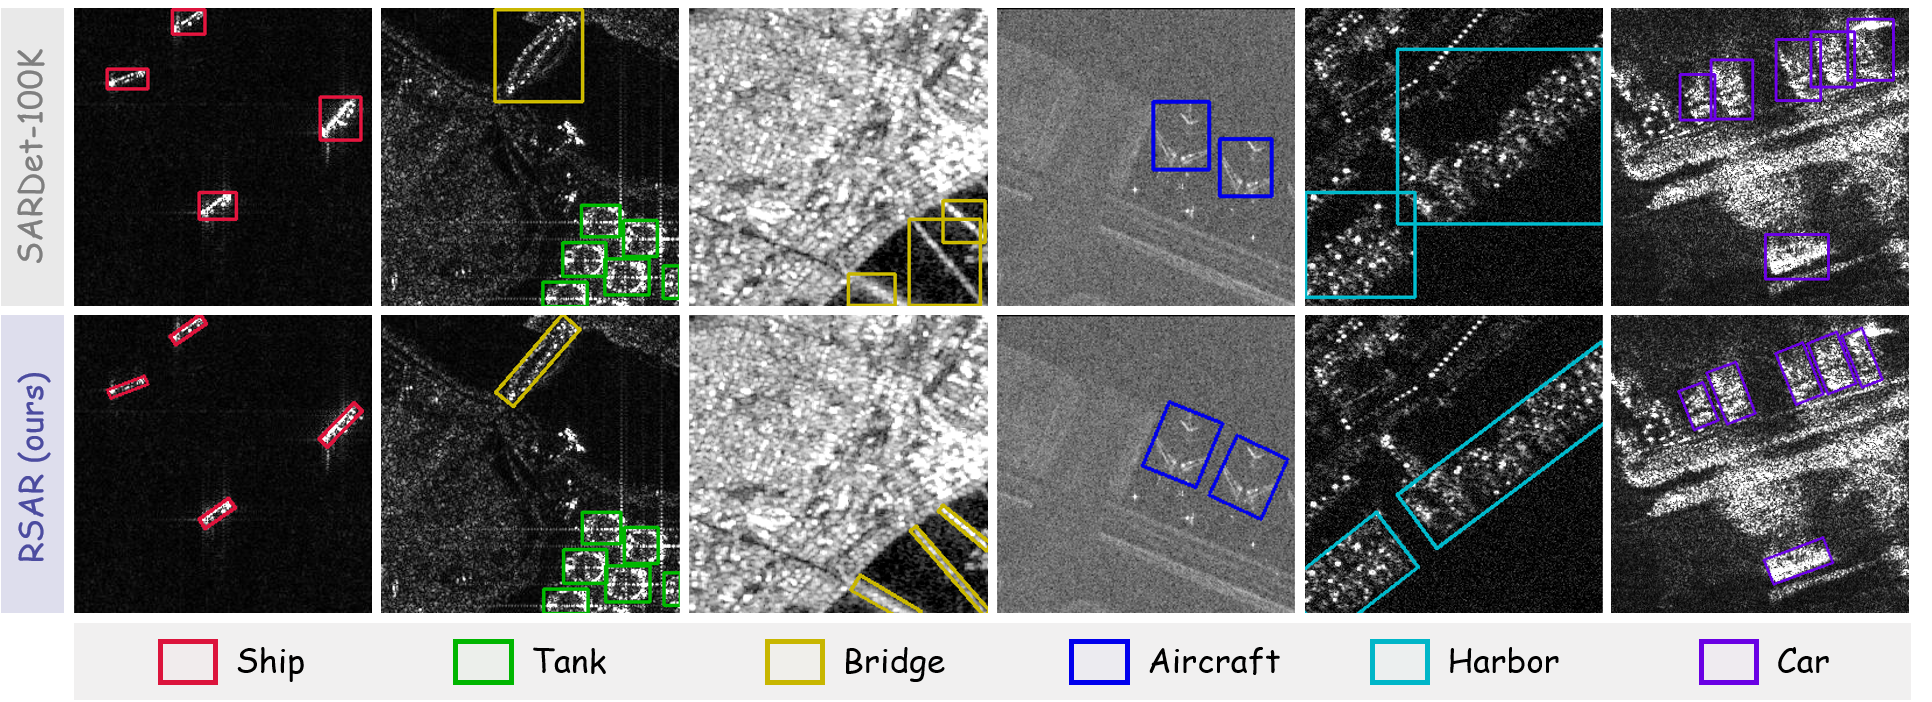 SARDet-100K
RSAR (ours)
Ship
Tank
Bridge
Aircraft
Harbor
Car